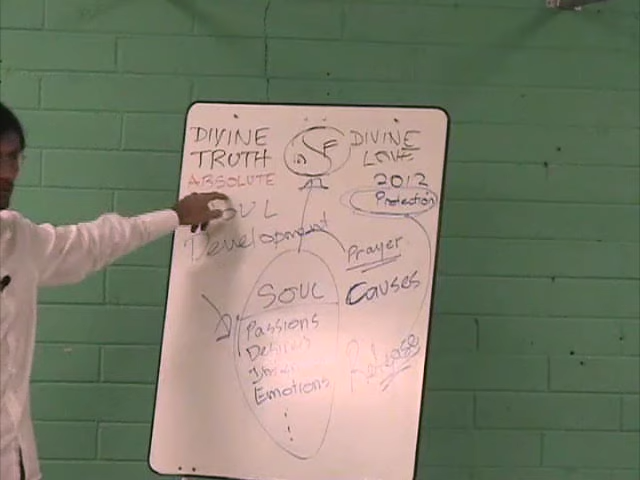 DIVINE
TRUTH
ABSOLUTE
SOUL
Development
DIVINE
LOVE
2012
Protection
Prayer
Causes
Release
SOUL
Passions
Desires
Emotions